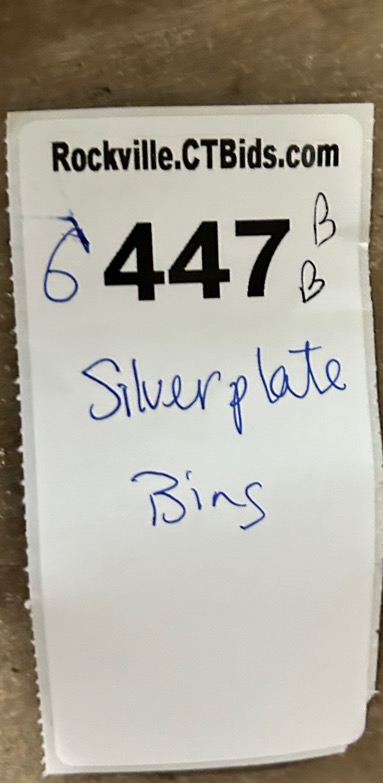 Rockville.CTBids.com
6 447 B
B
Silverplate
Bins